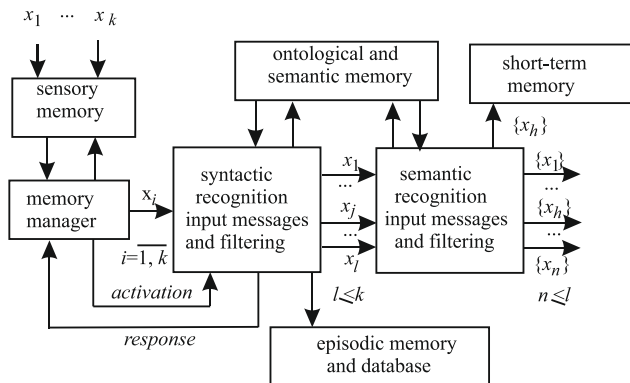 x1 ... xk
sensory
memory
memory
manager
xi
i=1, k
activation
response
ontological and
semantic memory
syntactic
recognition
input messages
and filtering
x1
...
xj
...
xl
l≤k
semantic
recognition
input messages
and filtering
short-term
memory
{xh}
{x1}
...
{xh}
...
{xn}
n≤l
episodic memory
and database